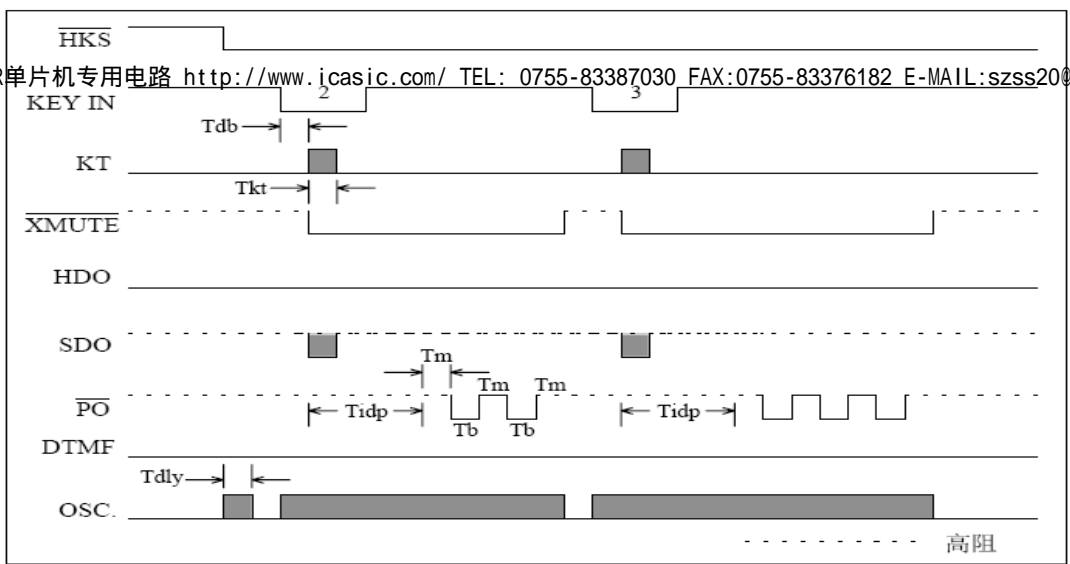 HKS
R单片机专用电路 http://www.icasic.com/ TEL: 0755-83387030 FAX:0755-83376182 E-MAIL:szss20@
KEY IN 2 3
Tdb
KT
Tkt
XMUTE
HDO
SDO
Tm
Tm Tm
PO Tidp Tb Tb Tidp
DTMF
Tdly
OSC.
高阻